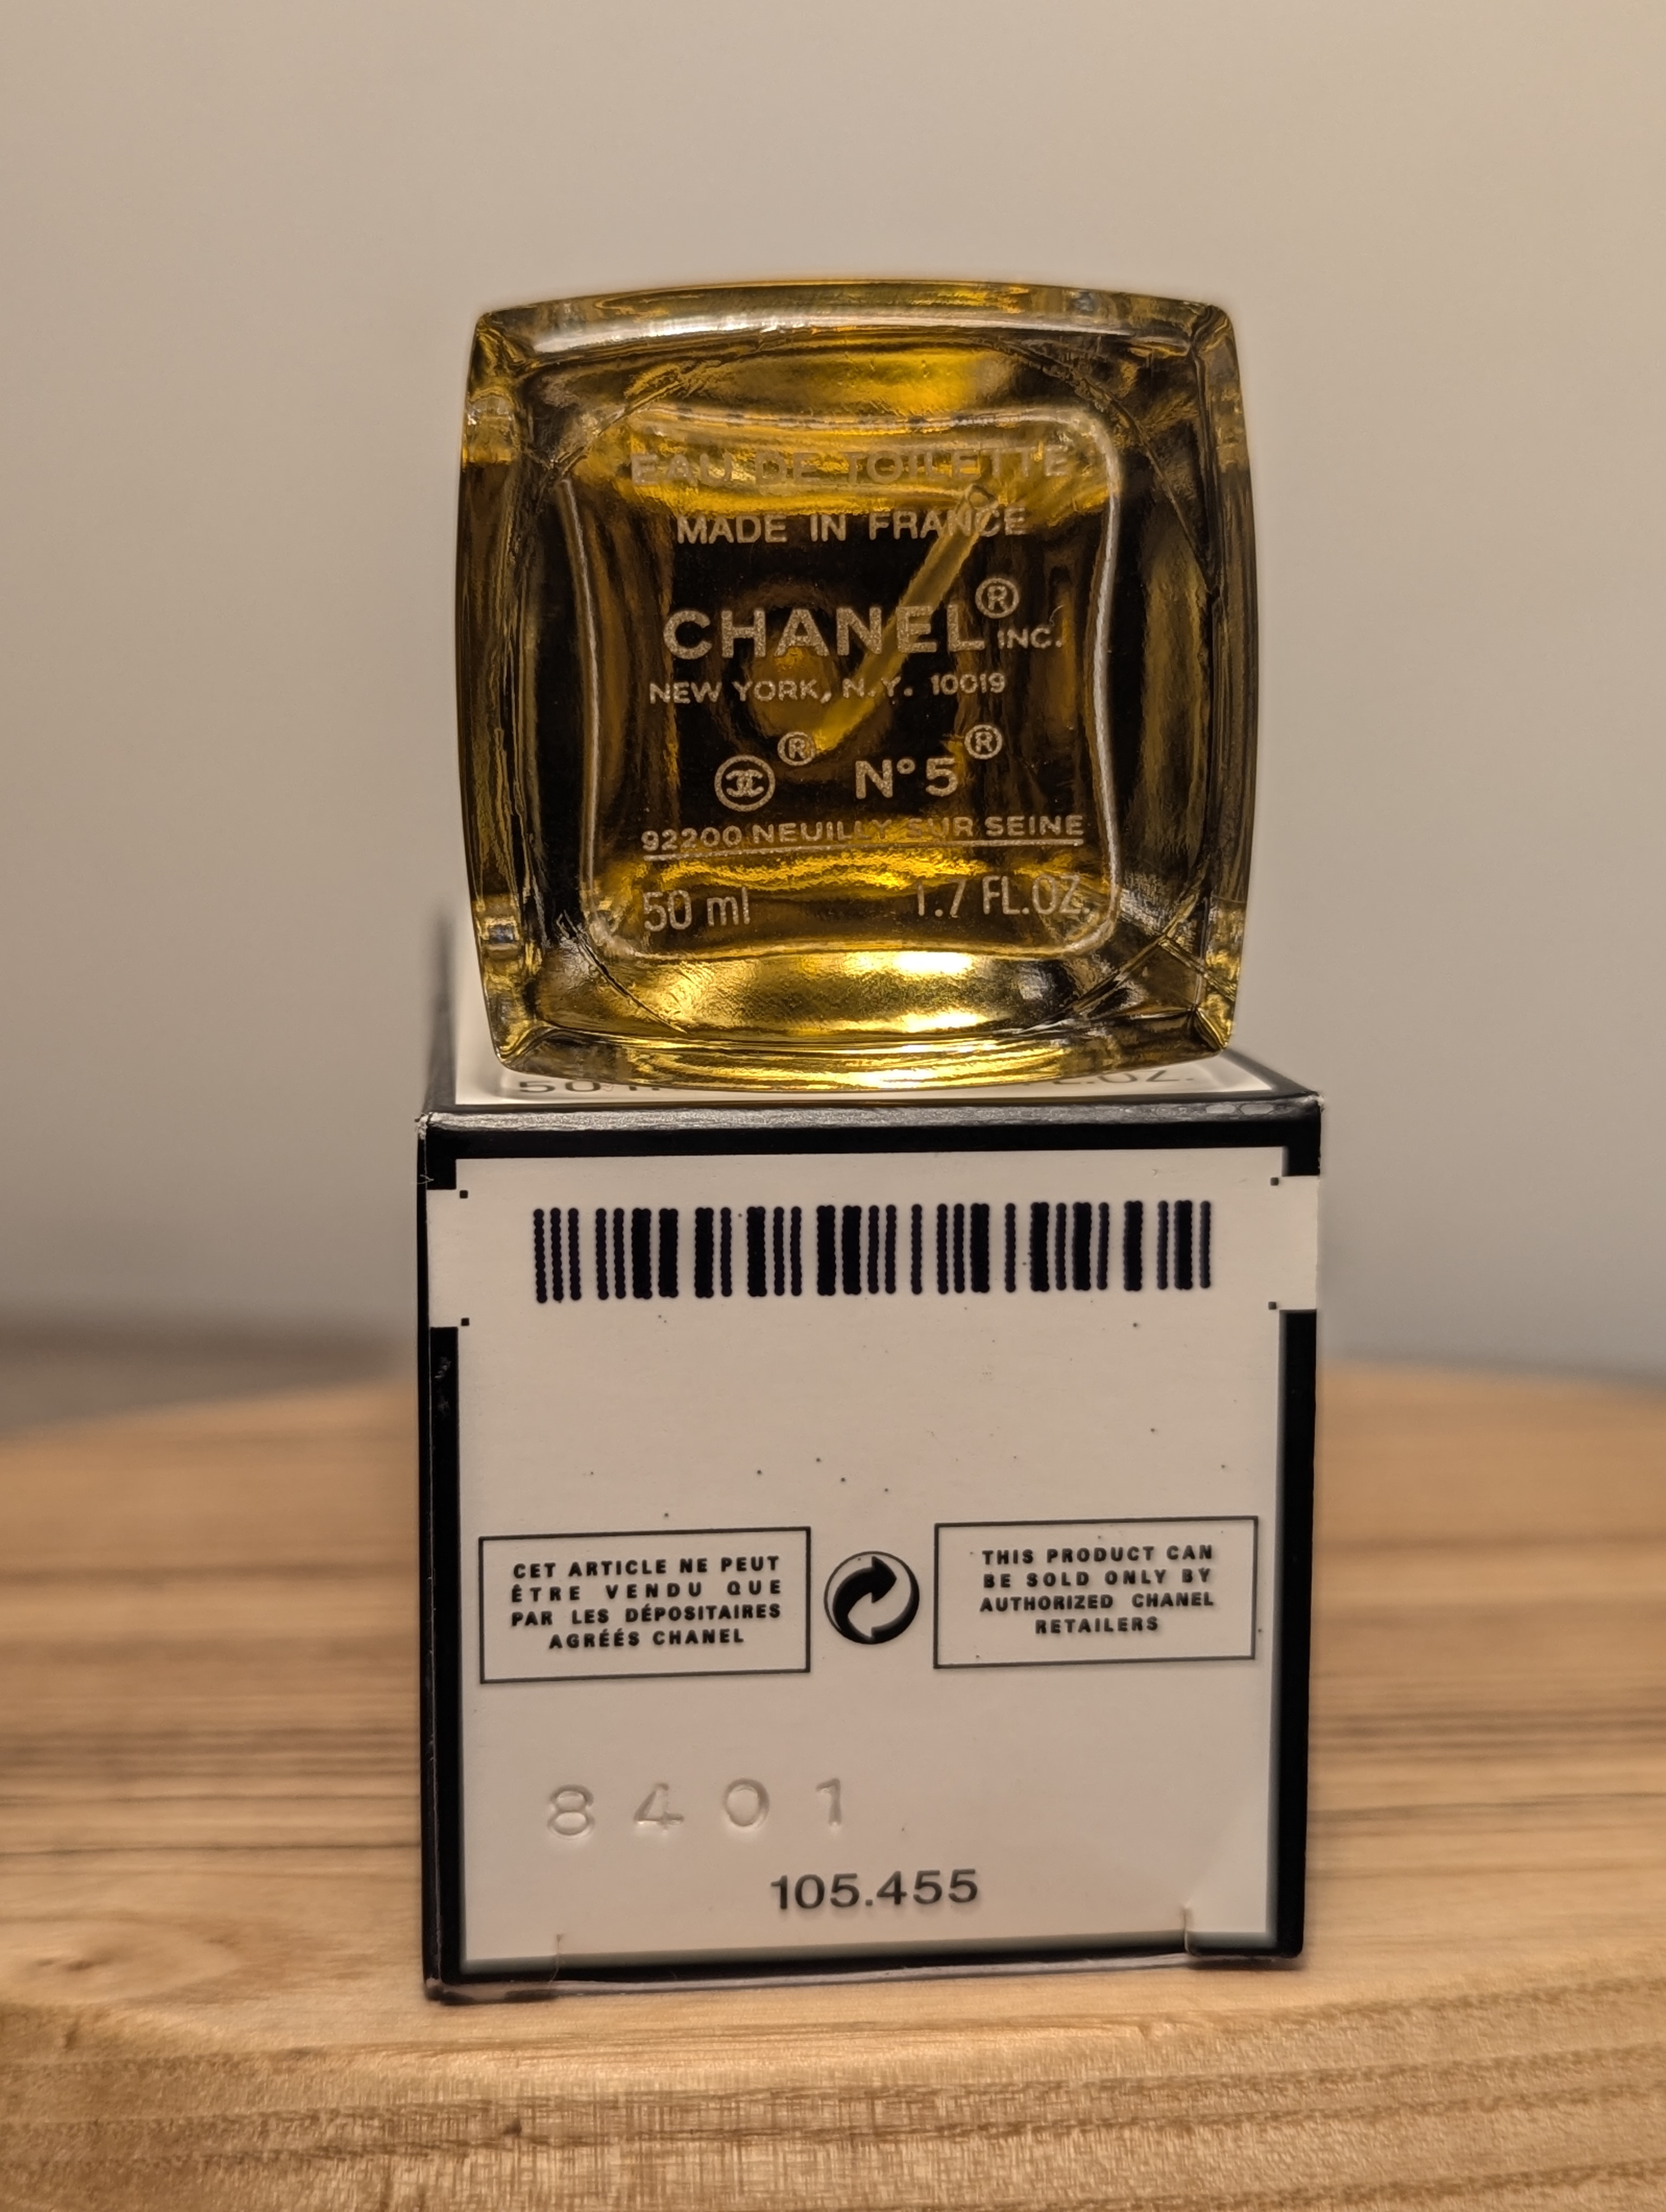 EAU DE TOILETTE
MADE IN FRANCE
CHANEL® INC.
NEW YORK, N.Y. 10019
® N°5®
92200 NEUILLY SUR SEINE
50 ml 1.7 FL.OZ.
CET ARTICLE NE PEUT
ÊTRE VENDU QUE
PAR LES DÉPOSITAIRES
AGRÉÉS CHANEL
THIS PRODUCT CAN
BE SOLD ONLY BY
AUTHORIZED CHANEL
RETAILERS
8401
105.455